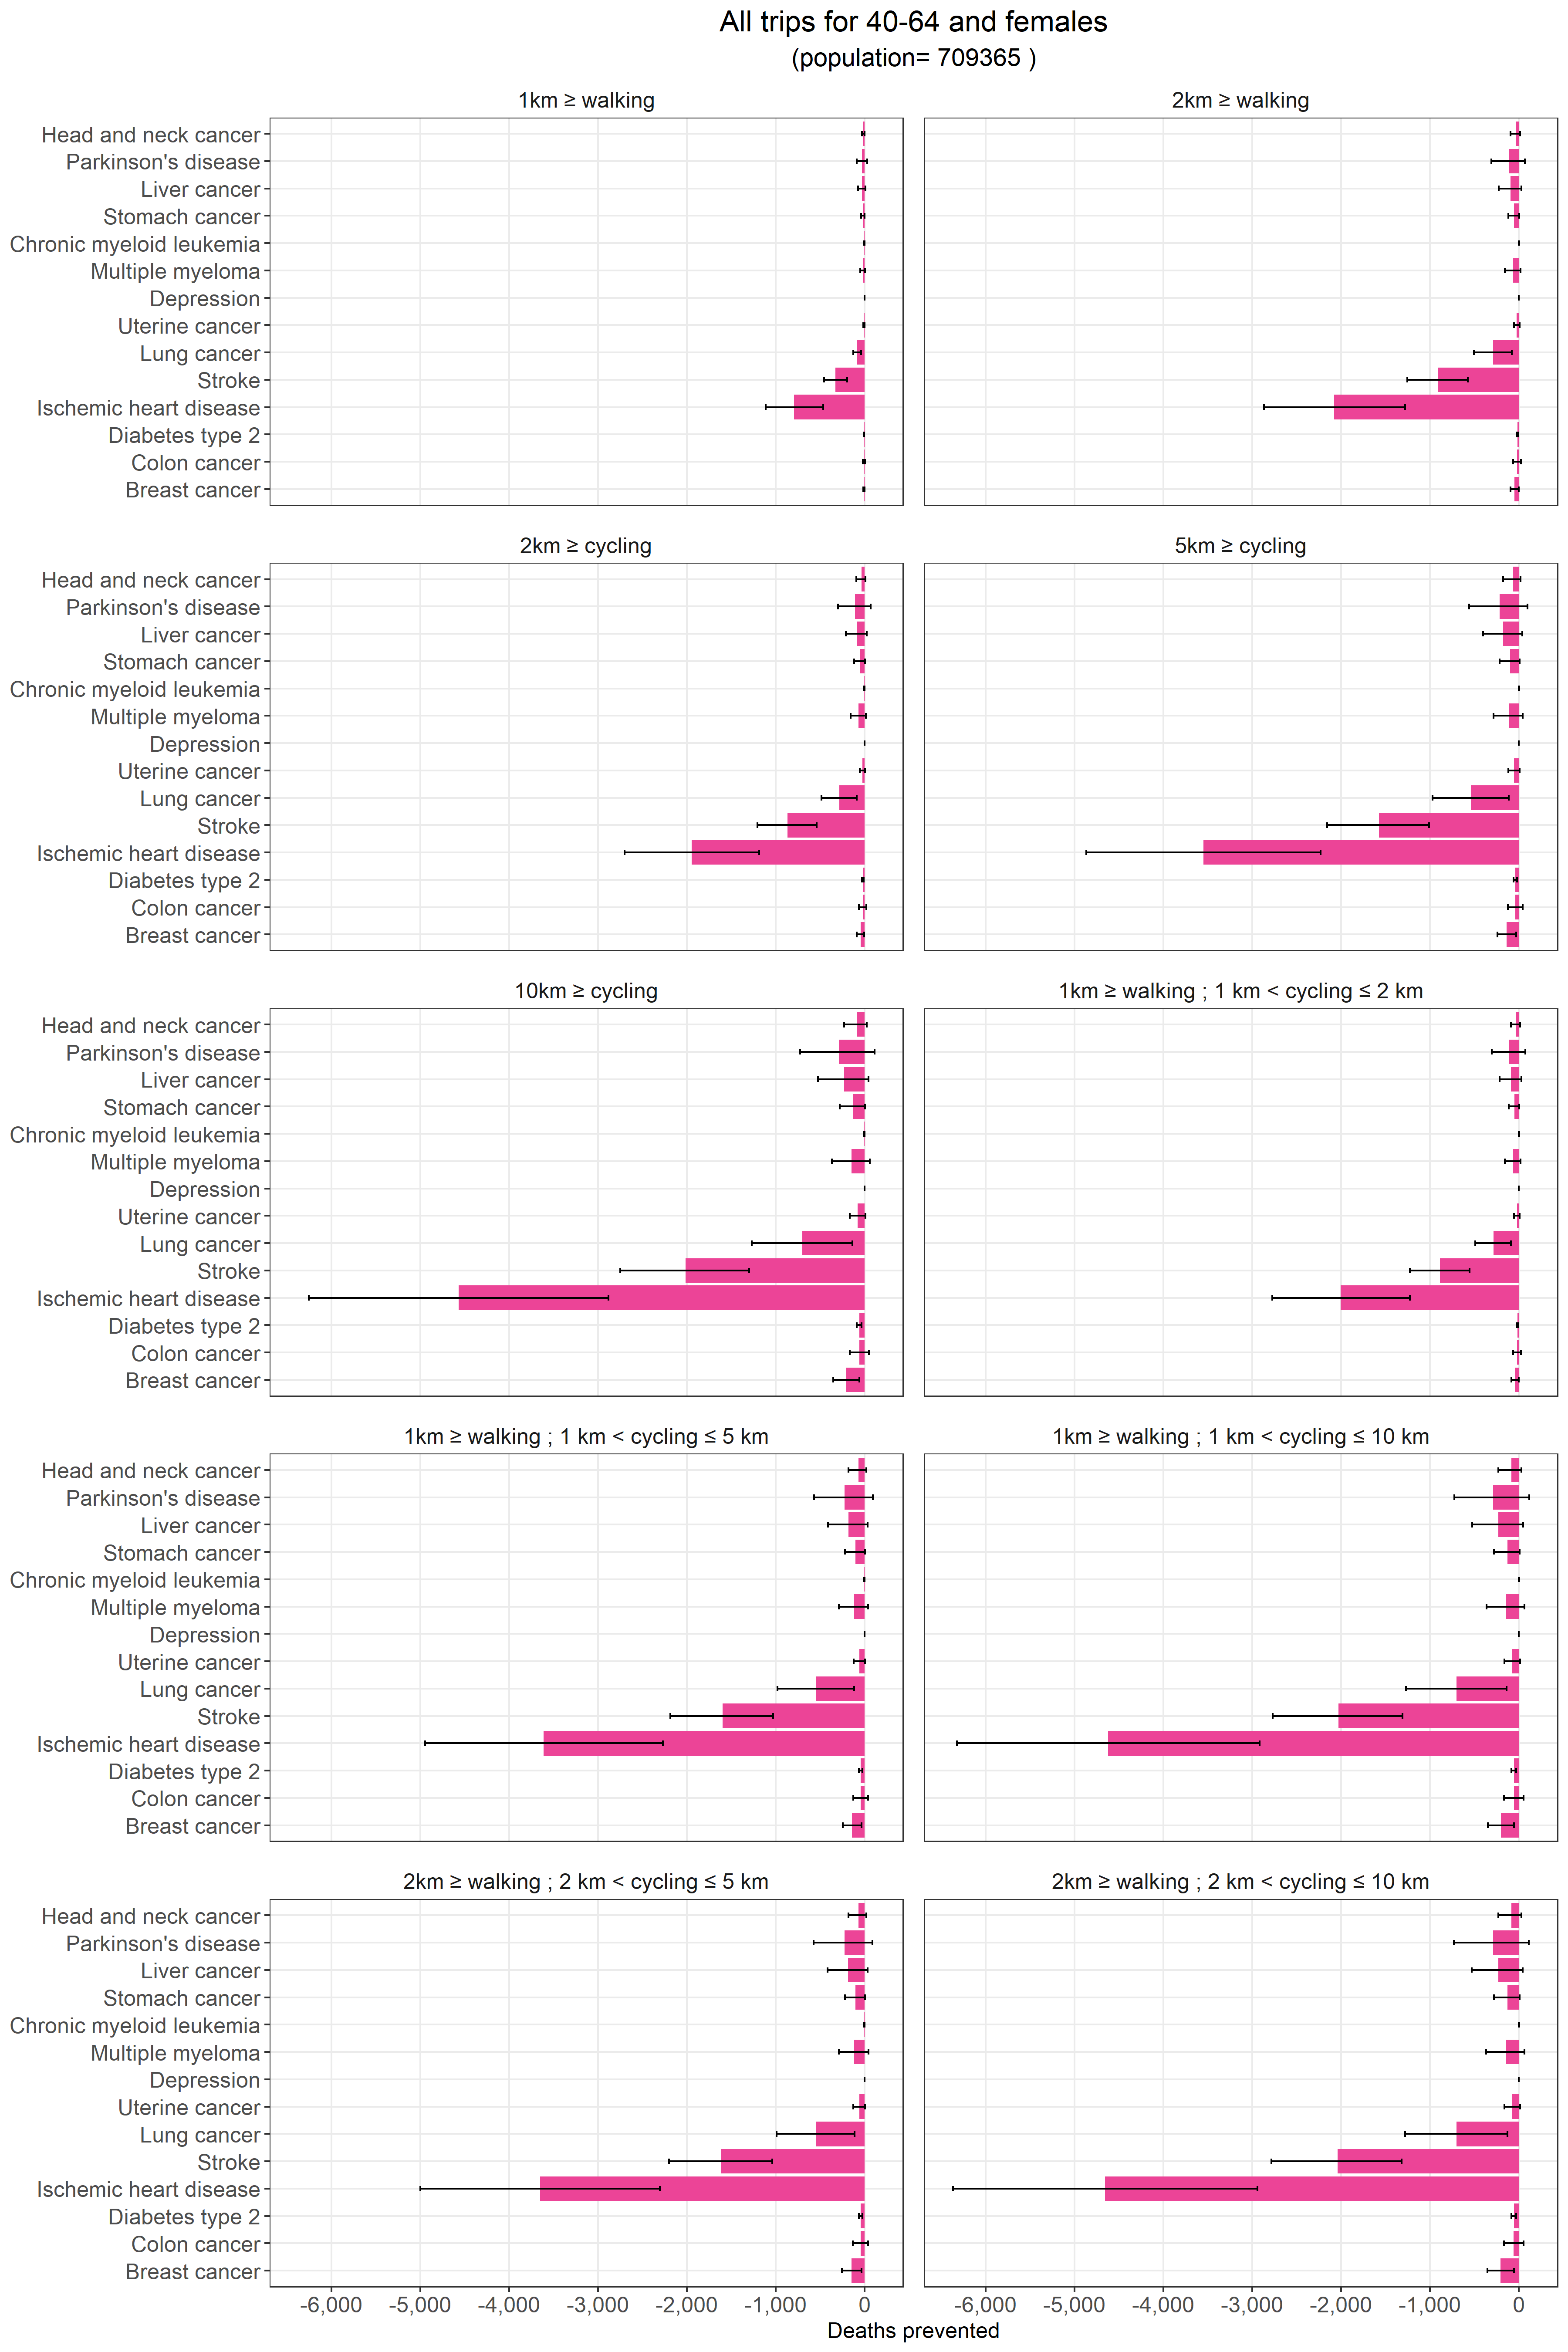 All trips for 40-64 and females
(population= 709365 )
1km ≥ walking
2km ≥ walking
Head and neck cancer
Parkinson's disease
Liver cancer
Stomach cancer
Chronic myeloid leukemia
Multiple myeloma
Depression
Uterine cancer
Lung cancer
Stroke
Ischemic heart disease
Diabetes type 2
Colon cancer
Breast cancer
2km ≥ cycling
5km ≥ cycling
Head and neck cancer
Parkinson's disease
Liver cancer
Stomach cancer
Chronic myeloid leukemia
Multiple myeloma
Depression
Uterine cancer
Lung cancer
Stroke
Ischemic heart disease
Diabetes type 2
Colon cancer
Breast cancer
10km ≥ cycling
1km ≥ walking ; 1 km < cycling ≤ 2 km
Head and neck cancer
Parkinson's disease
Liver cancer
Stomach cancer
Chronic myeloid leukemia
Multiple myeloma
Depression
Uterine cancer
Lung cancer
Stroke
Ischemic heart disease
Diabetes type 2
Colon cancer
Breast cancer
1km ≥ walking ; 1 km < cycling ≤ 5 km
1km ≥ walking ; 1 km < cycling ≤ 10 km
Head and neck cancer
Parkinson's disease
Liver cancer
Stomach cancer
Chronic myeloid leukemia
Multiple myeloma
Depression
Uterine cancer
Lung cancer
Stroke
Ischemic heart disease
Diabetes type 2
Colon cancer
Breast cancer
2km ≥ walking ; 2 km < cycling ≤ 5 km
2km ≥ walking ; 2 km < cycling ≤ 10 km
Head and neck cancer
Parkinson's disease
Liver cancer
Stomach cancer
Chronic myeloid leukemia
Multiple myeloma
Depression
Uterine cancer
Lung cancer
Stroke
Ischemic heart disease
Diabetes type 2
Colon cancer
Breast cancer
-6,000 -5,000 -4,000 -3,000 -2,000 -1,000 0
-6,000 -5,000 -4,000 -3,000 -2,000 -1,000 0
Deaths prevented